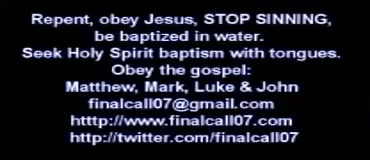 Repent, obey Jesus, STOP SINNING,
be baptized in water.
Seek Holy Spirit baptism with tongues.
Obey the gospel:
Matthew, Mark, Luke & John
finalcall07@gmail.com
htttp://www.finalcall07.com
http://twitter.com/finalcall07